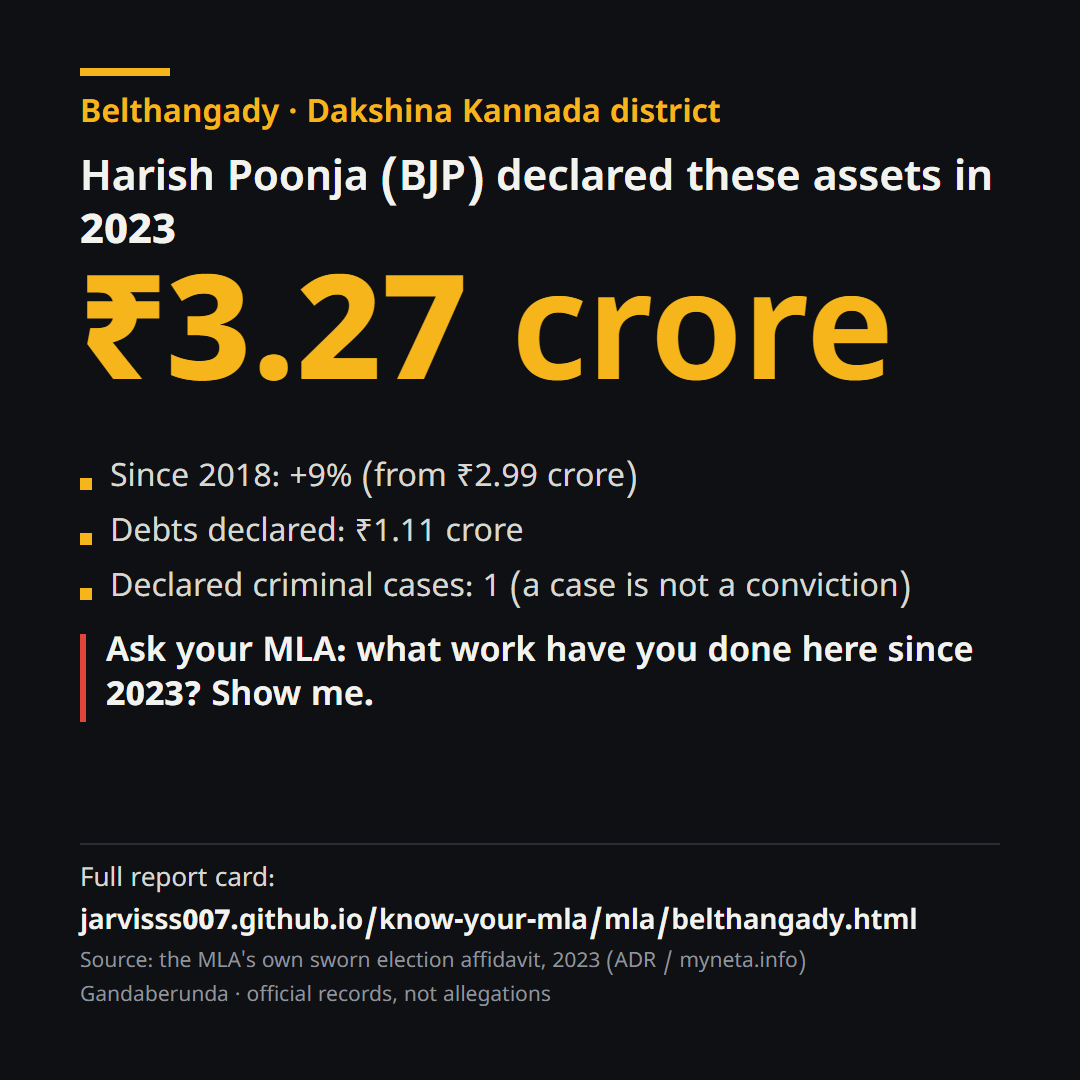 Belthangady · Dakshina Kannada district
Harish Poonja (BJP) declared these assets in
2023
₹3.27 crore
Since 2018: +9% (from ₹2.99 crore)
Debts declared: ₹1.11 crore
Declared criminal cases: 1 (a case is not a conviction)
Ask your MLA: what work have you done here since
2023? Show me.
Full report card:
jarvisss007.github.io/know-your-mla/mla/belthangady.html
Source: the MLA's own sworn election affidavit, 2023 (ADR / myneta.info)
Gandaberunda · official records, not allegations